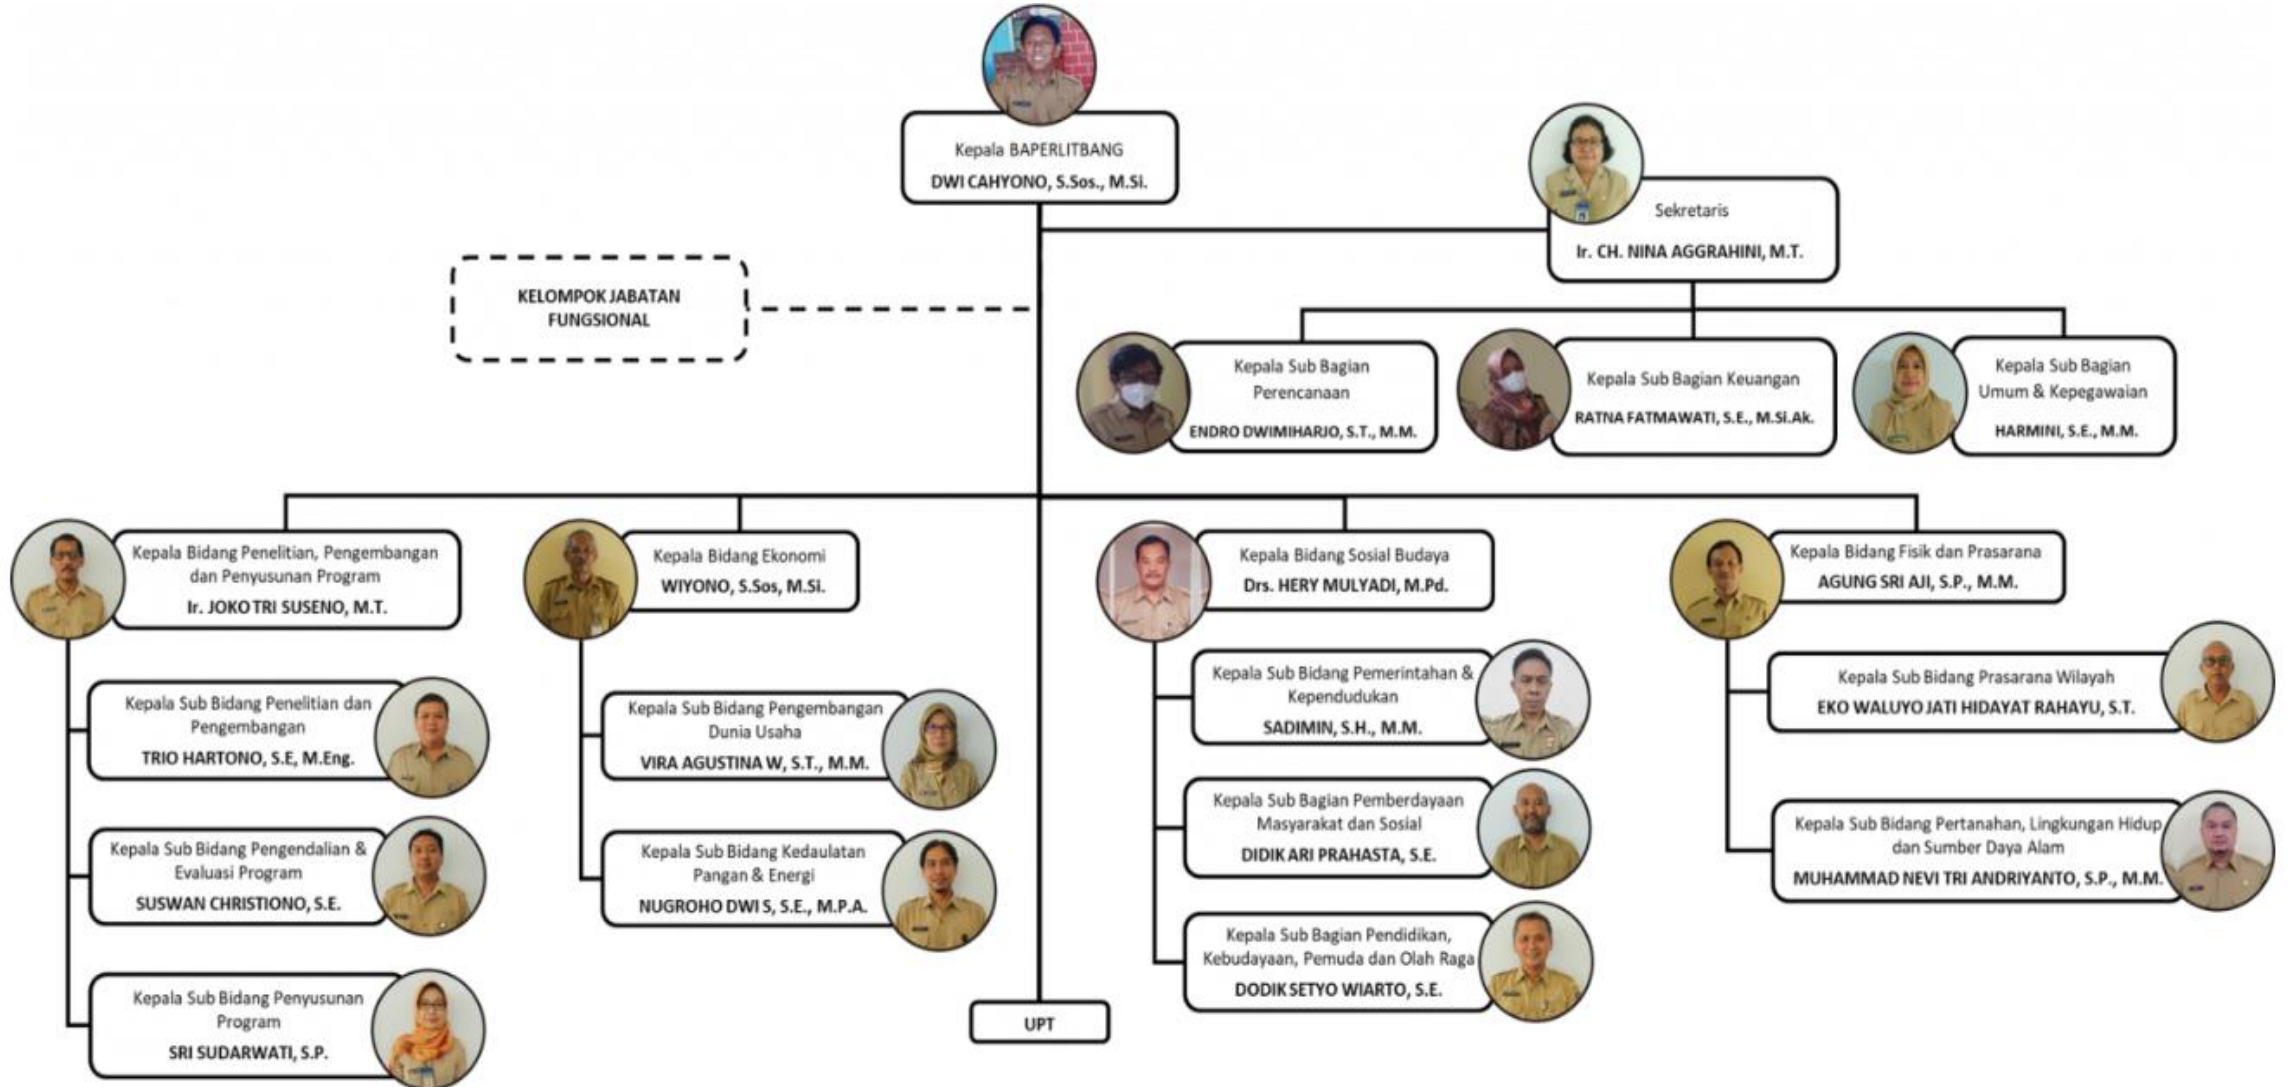 Kepala BAPERLITBANG
DWI CAHYONO, S.Sos., M.Si.
Sekretaris
Ir. CH. NINA AGGRAHINI, M.T.
KELOMPOK JABATAN
FUNGSIONAL
Kepala Sub Bagian
Perencanaan
ENDRO DWIMIHARJO, S.T., M.M.
Kepala Sub Bagian Keuangan
RATNA FATMAWATI, S.E., M.Si.Ak.
Kepala Sub Bagian
Umum & Kepegawaian
HARMINI, S.E., M.M.
Kepala Bidang Penelitian, Pengembangan
dan Penyusunan Program
Ir. JOKO TRI SUSENO, M.T.
Kepala Bidang Ekonomi
WIYONO, S.Sos, M.Si.
Kepala Bidang Sosial Budaya
Drs. HERY MULYADI, M.Pd.
Kepala Bidang Fisik dan Prasarana
AGUNG SRI AJI, S.P., M.M.
Kepala Sub Bidang Penelitian dan
Pengembangan
TRIO HARTONO, S.E, M.Eng.
Kepala Sub Bidang Pengendalian &
Evaluasi Program
SUSWAN CHRISTIONO, S.E.
Kepala Sub Bidang Penyusunan
Program
SRI SUDARWATI, S.P.
Kepala Sub Bidang Pengembangan
Dunia Usaha
VIRA AGUSTINA W, S.T., M.M.
Kepala Sub Bidang Kedaulatan
Pangan & Energi
NUGROHO DWI S, S.E., M.P.A.
Kepala Sub Bidang Pemerintahan &
Kependudukan
SADIMIN, S.H., M.M.
Kepala Sub Bagian Pemberdayaan
Masyarakat dan Sosial
DIDIK ARI PRAHASTA, S.E.
Kepala Sub Bagian Pendidikan,
Kebudayaan, Pemuda dan Olah Raga
DODIK SETYO WIARTO, S.E.
Kepala Sub Bidang Prasarana Wilayah
EKO WALUYO JATI HIDAYAT RAHAYU, S.T.
Kepala Sub Bidang Pertanahan, Lingkungan Hidup
dan Sumber Daya Alam
MUHAMMAD NEVI TRI ANDRIYANTO, S.P., M.M.
UPT